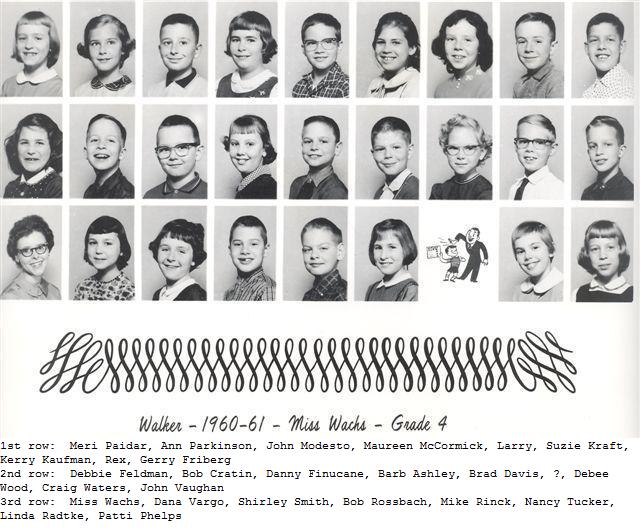 Walker - 1960-61 - Miss Wachs - Grade 4
1st row:  Meri Paidar, Ann Parkinson, John Modesto, Maureen McCormick, Larry, Suzie Kraft,
Kerry Kaufman, Rex, Gerry Friberg
2nd row:  Debbie Feldman, Bob Cratin, Danny Finucane, Barb Ashley, Brad Davis, ?, Debee
Wood, Craig Waters, John Vaughan
3rd row:  Miss Wachs, Dana Vargo, Shirley Smith, Bob Rossbach, Mike Rinck, Nancy Tucker,
Linda Radtke, Patti Phelps